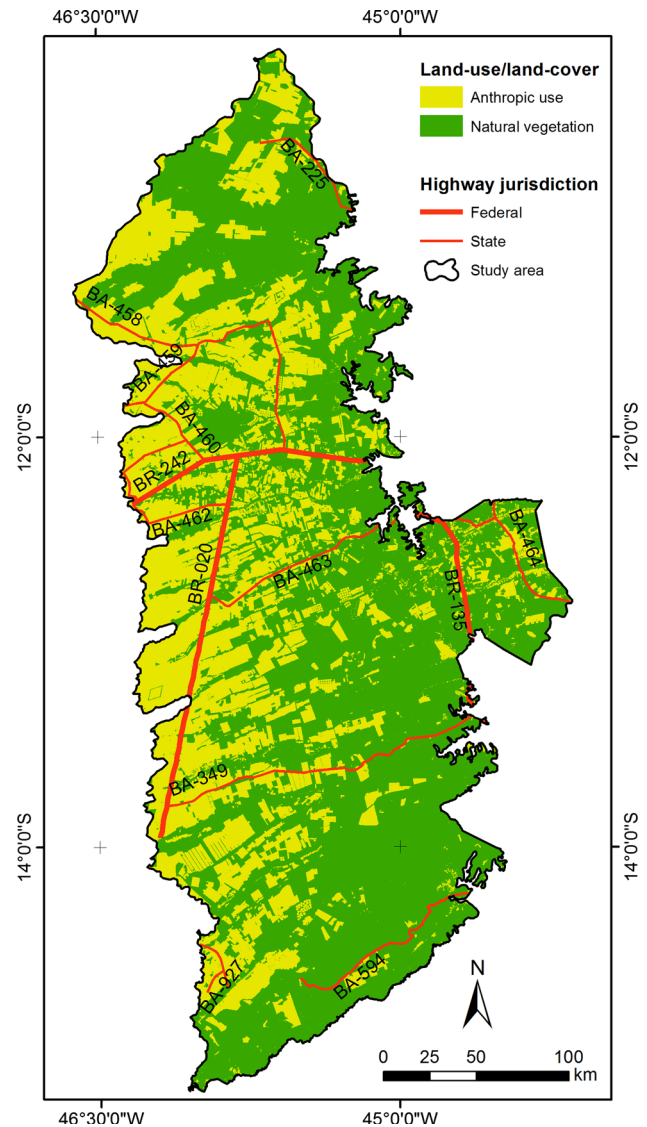 46°30'0"W 45°0'0"W
Land-use/land-cover
Anthropic use
Natural vegetation
Highway jurisdiction
Federal
State
Study area
BA-225
BA-458
BA-459
BA-460
12°0'0"S 12°0'0"S
BR-242
BA-462
BA-464
BR-020
BA-463
BR-135
BA-349
14°0'0"S 14°0'0"S
BA-594
BA-927
N
0 25 50 100
km
46°30'0"W 45°0'0"W